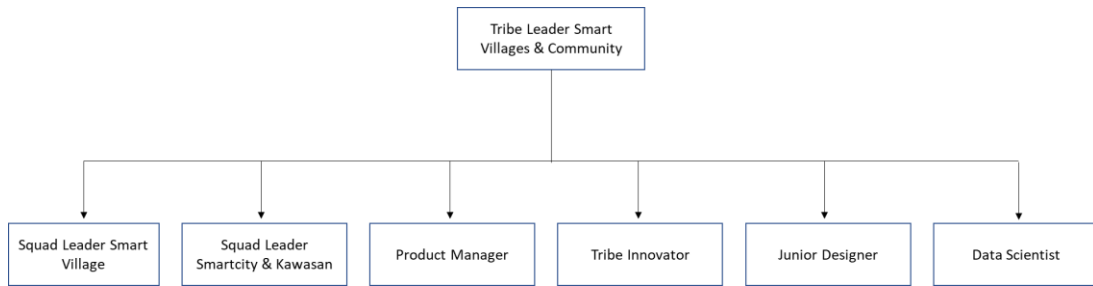 Tribe Leader Smart
Villages & Community
Squad Leader Smart
Village
Squad Leader
Smartcity & Kawasan
Product Manager
Tribe Innovator
Junior Designer
Data Scientist